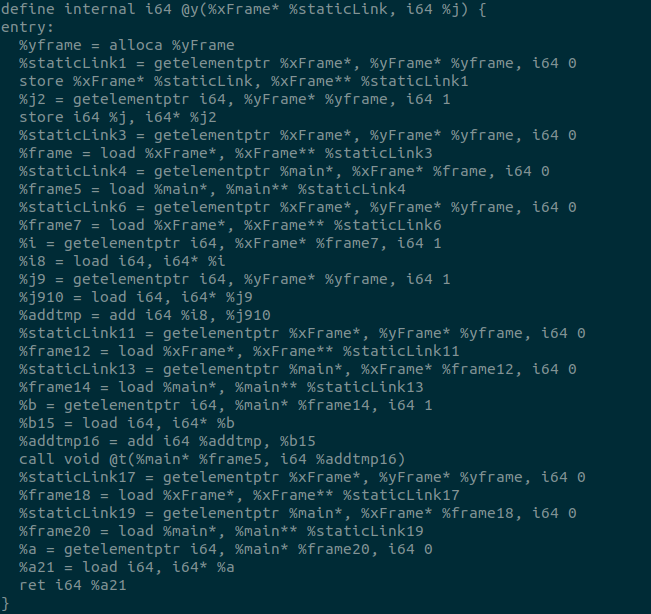 define internal i64 @y(%xFrame* %staticLink, i64 %j) {
entry:
  %yframe = alloca %yFrame
  %staticLink1 = getelementptr %xFrame*, %yFrame* %yframe, i64 0
  store %xFrame* %staticLink, %xFrame** %staticLink1
  %j2 = getelementptr i64, %yFrame* %yframe, i64 1
  store i64 %j, i64* %j2
  %staticLink3 = getelementptr %xFrame*, %yFrame* %yframe, i64 0
  %frame = load %xFrame*, %xFrame** %staticLink3
  %staticLink4 = getelementptr %main*, %xFrame* %frame, i64 0
  %frame5 = load %main*, %main** %staticLink4
  %staticLink6 = getelementptr %xFrame*, %yFrame* %yframe, i64 0
  %frame7 = load %xFrame*, %xFrame** %staticLink6
  %i = getelementptr i64, %xFrame* %frame7, i64 1
  %i8 = load i64, i64* %i
  %j9 = getelementptr i64, %yFrame* %yframe, i64 1
  %j910 = load i64, i64* %j9
  %addtmp = add i64 %i8, %j910
  %staticLink11 = getelementptr %xFrame*, %yFrame* %yframe, i64 0
  %frame12 = load %xFrame*, %xFrame** %staticLink11
  %staticLink13 = getelementptr %main*, %xFrame* %frame12, i64 0
  %frame14 = load %main*, %main** %staticLink13
  %b = getelementptr i64, %main* %frame14, i64 1
  %b15 = load i64, i64* %b
  %addtmp16 = add i64 %addtmp, %b15
  call void @t(%main* %frame5, i64 %addtmp16)
  %staticLink17 = getelementptr %xFrame*, %yFrame* %yframe, i64 0
  %frame18 = load %xFrame*, %xFrame** %staticLink17
  %staticLink19 = getelementptr %main*, %xFrame* %frame18, i64 0
  %frame20 = load %main*, %main** %staticLink19
  %a = getelementptr i64, %main* %frame20, i64 0
  %a21 = load i64, i64* %a
  ret i64 %a21
}